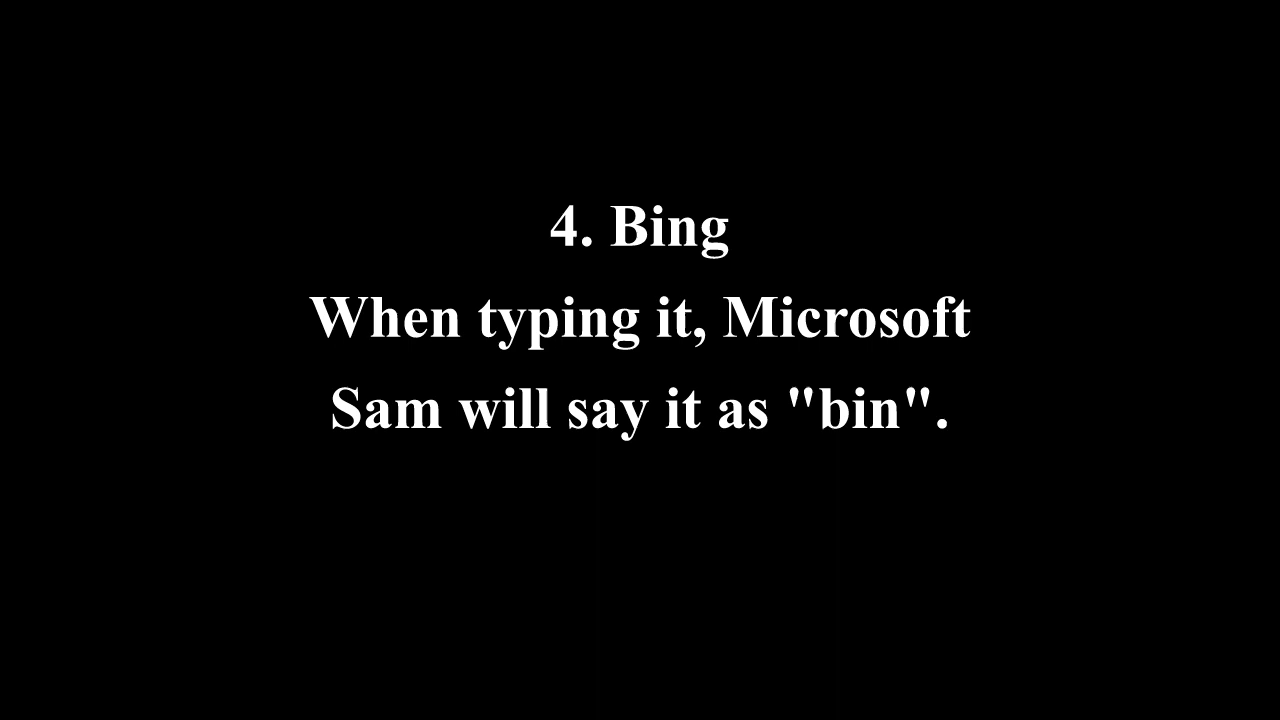 4. Bing
When typing it, Microsoft
Sam will say it as "bin".